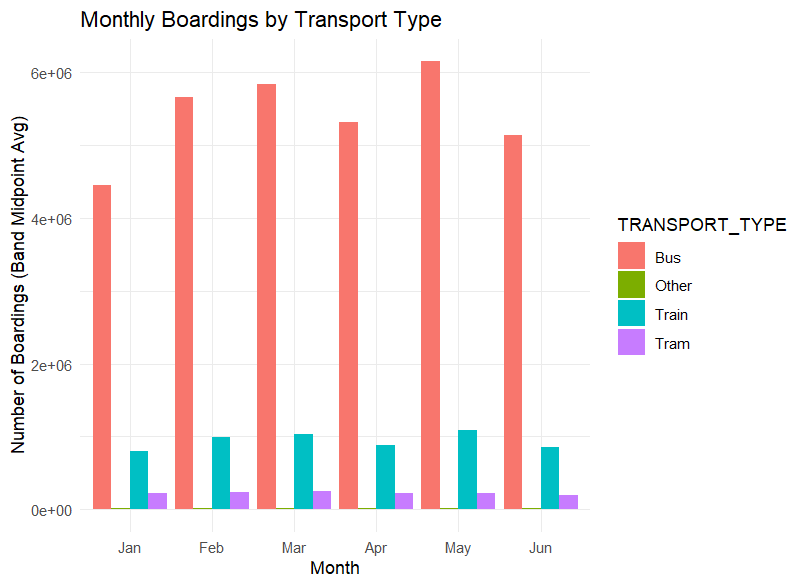 Monthly Boardings by Transport Type
Number of Boardings (Band Midpoint Avg)
6e+06
4e+06
2e+06
0e+00
Jan Feb Mar Apr May Jun
Month
TRANSPORT_TYPE
Bus
Other
Train
Tram